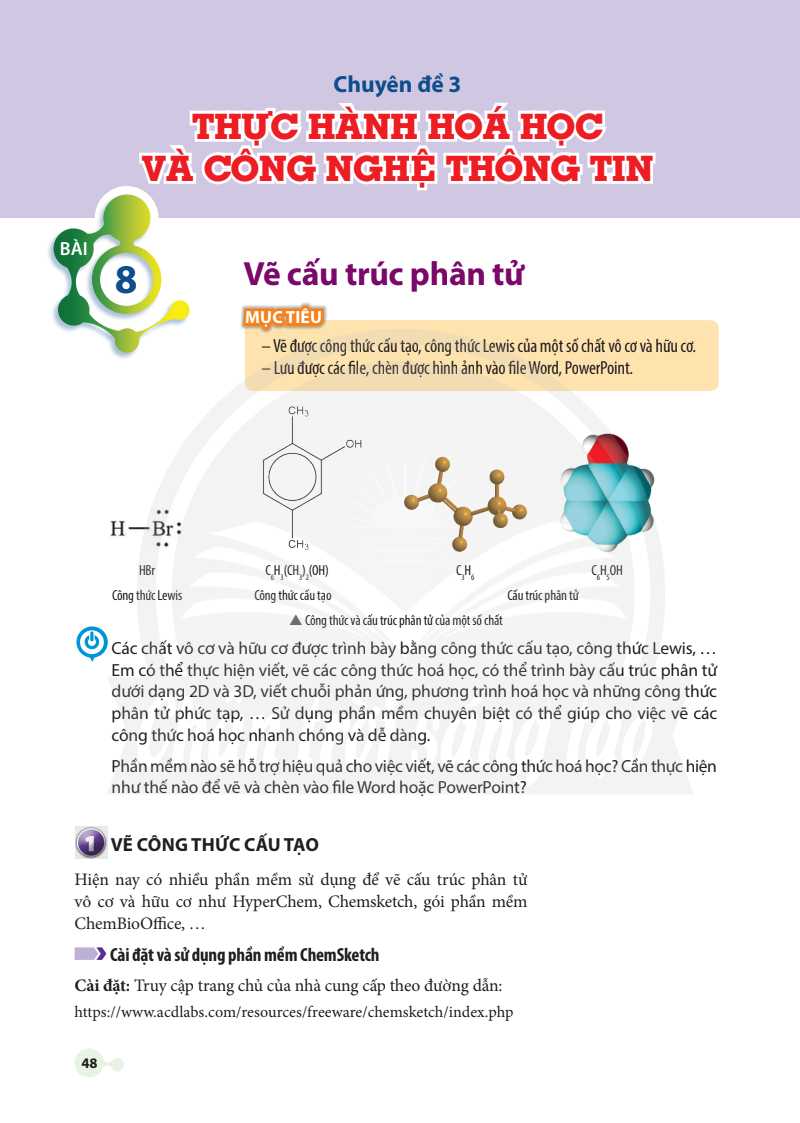 Chuyên đề 3
THỰC HÀNH HOÁ HỌC
VÀ CÔNG NGHỆ THÔNG TIN
BÀI
8
Vẽ cấu trúc phân tử
MỤC TIÊU
– Vẽ được công thức cấu tạo, công thức Lewis của một số chất vô cơ và hữu cơ.
– Lưu được các file, chèn được hình ảnh vào file Word, PowerPoint.
CH3
OH
CH3
H — Br
HBr
C6H3(CH3)2(OH)
C3H6
C6H5OH
Công thức Lewis
Công thức cấu tạo
Cấu trúc phân tử
▲ Công thức và cấu trúc phân tử của một số chất
Các chất vô cơ và hữu cơ được trình bày bằng công thức cấu tạo, công thức Lewis, …
Em có thể thực hiện viết, vẽ các công thức hoá học, có thể trình bày cấu trúc phân tử
dưới dạng 2D và 3D, viết chuỗi phản ứng, phương trình hoá học và những công thức
phân tử phức tạp, … Sử dụng phần mềm chuyên biệt có thể giúp cho việc vẽ các
công thức hoá học nhanh chóng và dễ dàng.
Phần mềm nào sẽ hỗ trợ hiệu quả cho việc viết, vẽ các công thức hoá học? Cần thực hiện
như thế nào để vẽ và chèn vào file Word hoặc PowerPoint?
1 VẼ CÔNG THỨC CẤU TẠO
Hiện nay có nhiều phần mềm sử dụng để vẽ cấu trúc phân tử
vô cơ và hữu cơ như HyperChem, Chemsketch, gói phần mềm
ChemBioOffice, …
Cài đặt và sử dụng phần mềm ChemSketch
Cài đặt: Truy cập trang chủ của nhà cung cấp theo đường dẫn:
https://www.acdlabs.com/resources/freeware/chemsketch/index.php
48
Chân trời sáng tạo